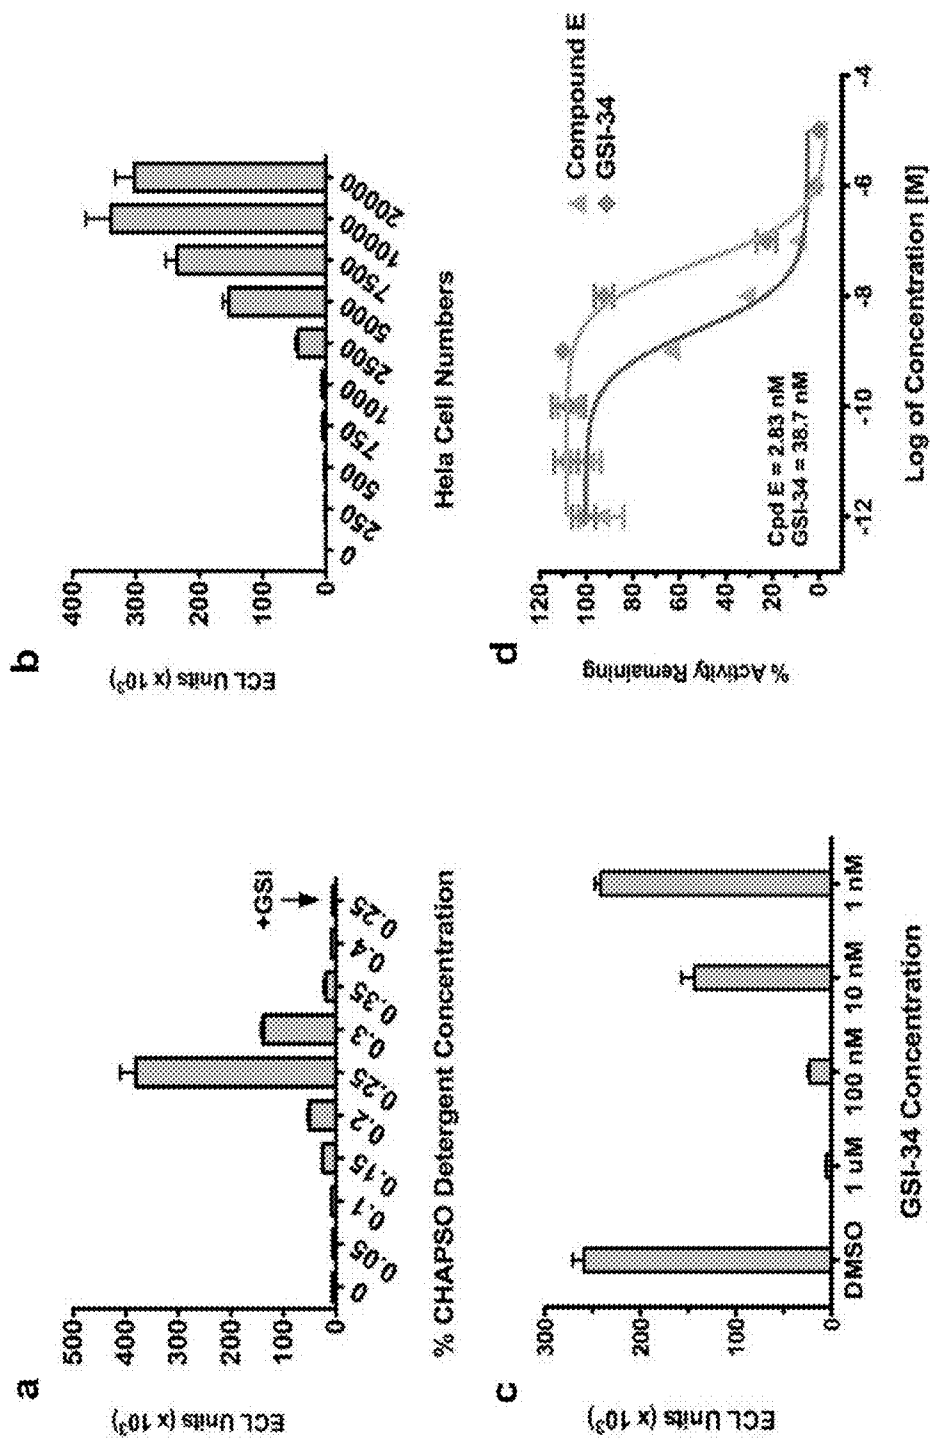 a
ECL Units (x 10³)
500
400
300
200
100
0
+GSI
0
0.05
0.1
0.15
0.2
0.25
0.3
0.35
0.4
0.25
% CHAPSO Detergent Concentration
b
ECL Units (x 10³)
400
300
200
100
0
0
250
500
750
1000
2500
5000
7500
10000
20000
Hela Cell Numbers
c
ECL Units (x 10³)
300
200
100
0
DMSO
1 uM
100 nM
10 nM
1 nM
GSI-34 Concentration
d
% Activity Remaining
120
100
80
60
40
20
0
Compound E
GSI-34
Cpd E = 2.83 nM
GSI-34 = 38.7 nM
-12
-10
-8
-6
-4
Log of Concentration [M]